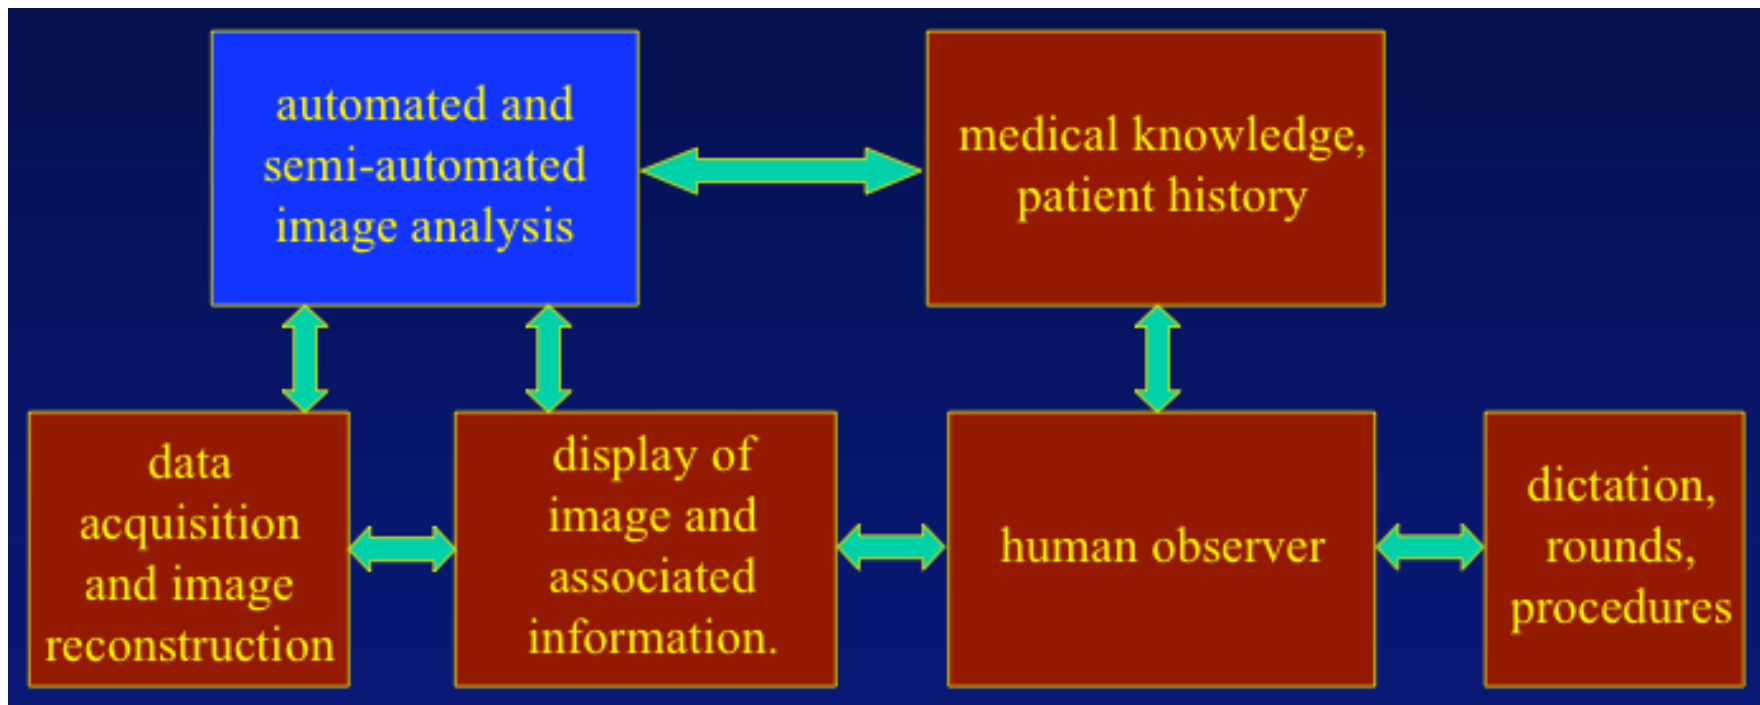 automated and
semi-automated
image analysis
medical knowledge,
patient history
data
acquisition
and image
reconstruction
display of
image and
associated
information.
human observer
dictation,
rounds,
procedures